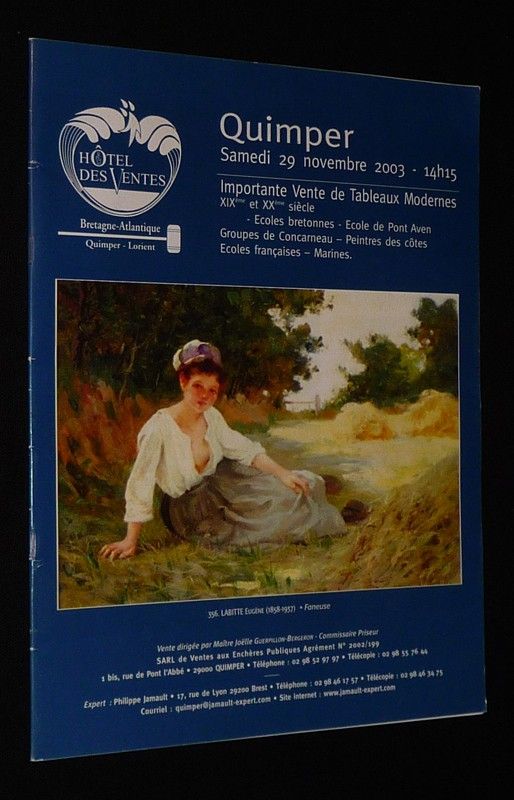 HÔTEL
DES VENTES
Bretagne-Atlantique
Quimper - Lorient
Quimper
Samedi 29 novembre 2003 - 14h15
Importante Vente de Tableaux Modernes
XIXème et XXème siècle
- Ecoles bretonnes - Ecole de Pont Aven
Groupes de Concarneau – Peintres des côtes
Ecoles françaises – Marines.
356. LABITTE EUGÈNE (1858-1937) • Faneuse
Vente dirigée par Maître Joëlle GUERPILLON-BERGERON - Commissaire Priseur
SARL de Ventes aux Enchères Publiques Agrément N° 2002/199
1 bis, rue de Pont l'Abbé • 29000 QUIMPER • Téléphone : 02 98 52 97 97 • Télécopie : 02 98 55 76 44
Expert : Philippe Jamault • 17, rue de Lyon 29200 Brest • Téléphone : 02 98 46 17 57 • Télécopie : 02 98 46 34 75
Courriel : quimper@jamault-expert.com - Site internet : www.jamault-expert.com